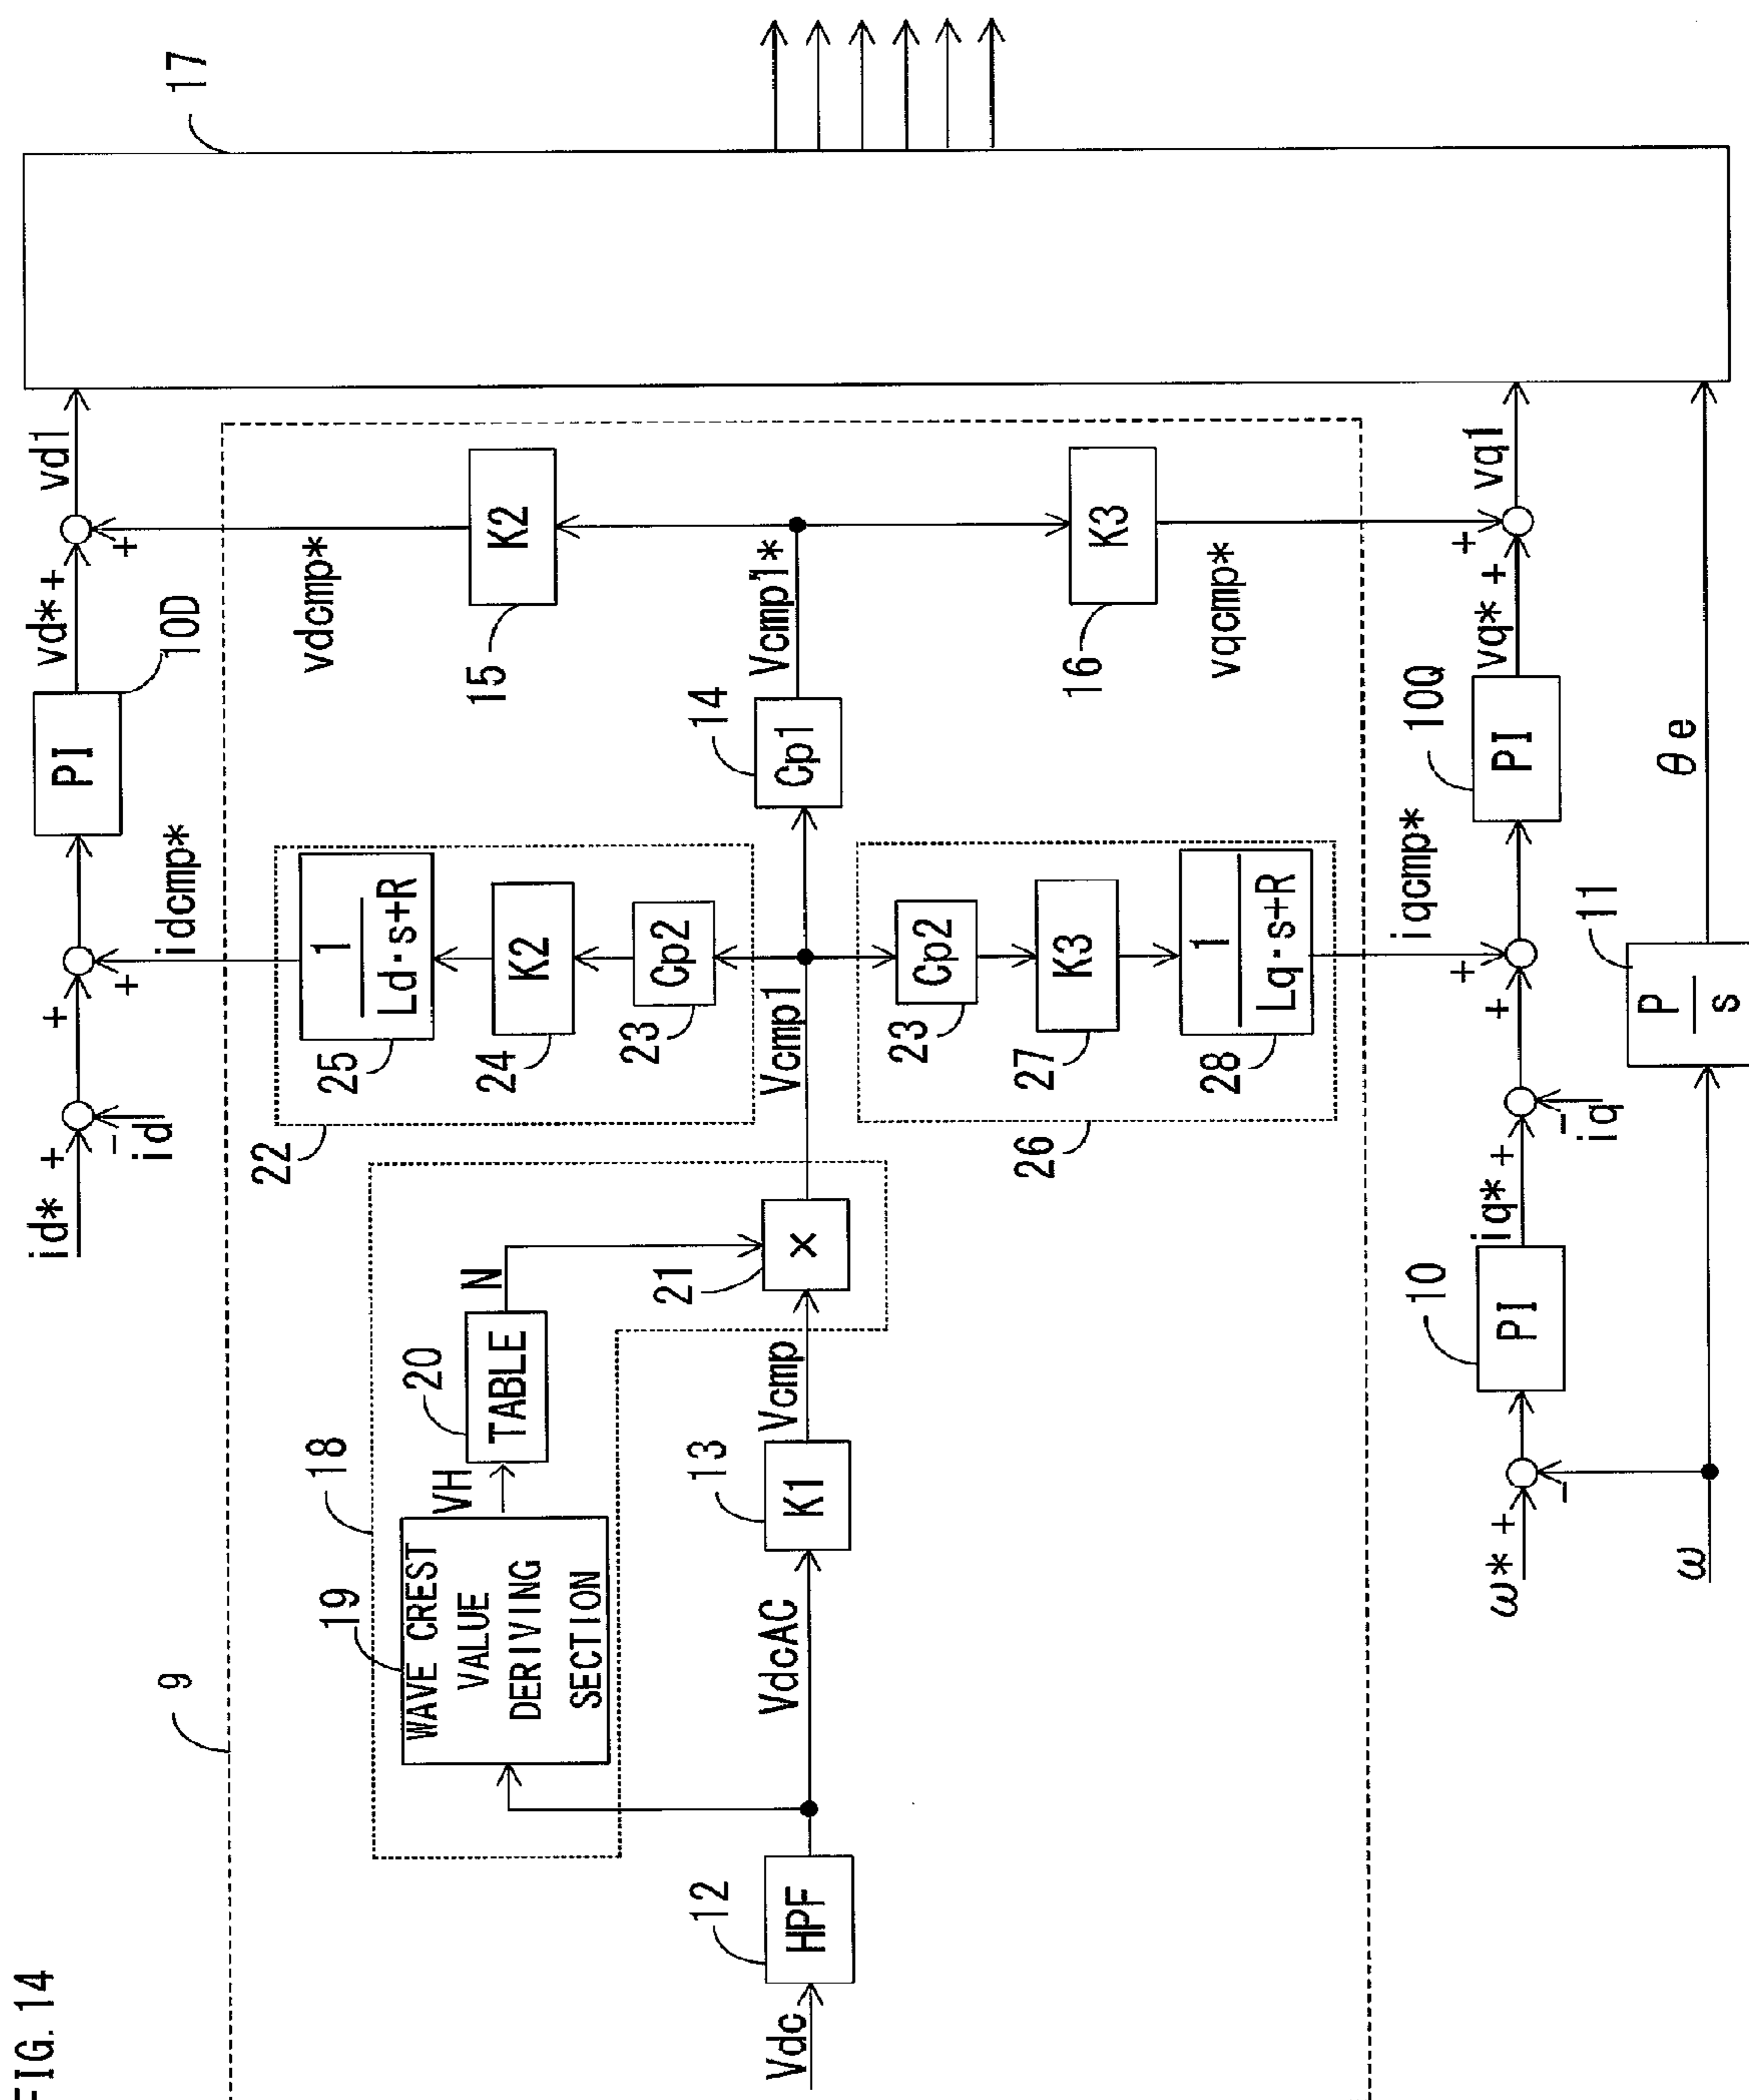 FIG. 14
id*
+
-
id
+
+
idcmp*
PI
10D
vd*
+
+
vd1
17
9
18
19
WAVE CREST
VALUE
DERIVING
SECTION
VH
20
TABLE
N
21
×
22
25
1
Ld·s+R
24
K2
23
Cp2
vdcmp*
15
K2
Vdc
12
HPF
VdcAC
13
K1
Vcmp
Vcmp1
14
Cp1
Vcmp1*
23
Cp2
27
K3
28
1
Lq·s+R
26
16
K3
vqcmp*
ω*
+
-
10
PI
iq*
+
-
iq
+
+
iqcmp*
10Q
PI
vq*
+
+
vq1
ω
11
P
s
θe